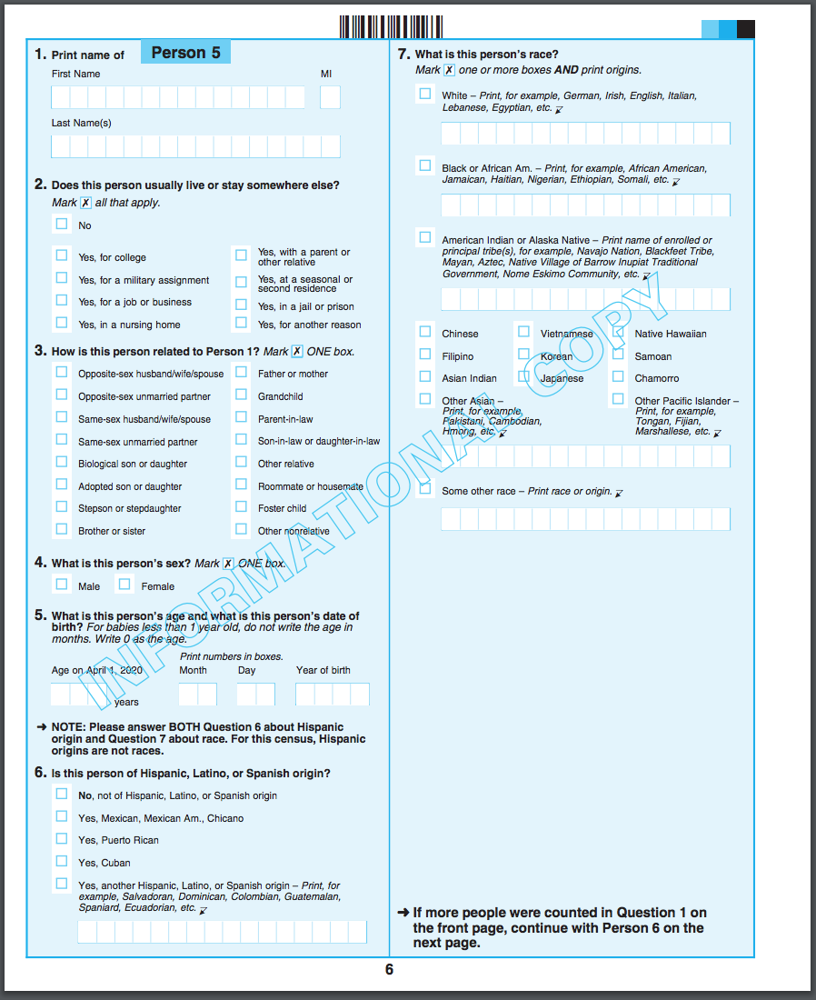 1. Print name of Person 5
First Name MI
Last Name(s)
2. Does this person usually live or stay somewhere else?
Mark ✗ all that apply.
No
Yes, for college
Yes, for a military assignment
Yes, for a job or business
Yes, in a nursing home
Yes, with a parent or
other relative
Yes, at a seasonal or
second residence
Yes, in a jail or prison
Yes, for another reason
3. How is this person related to Person 1? Mark ✗ ONE box.
Opposite-sex husband/wife/spouse
Opposite-sex unmarried partner
Same-sex husband/wife/spouse
Same-sex unmarried partner
Biological son or daughter
Adopted son or daughter
Stepson or stepdaughter
Brother or sister
Father or mother
Grandchild
Parent-in-law
Son-in-law or daughter-in-law
Other relative
Roommate or housemate
Foster child
Other nonrelative
4. What is this person's sex? Mark ✗ ONE box.
Male Female
5. What is this person's age and what is this person's date of
birth? For babies less than 1 year old, do not write the age in
months. Write 0 as the age.
Print numbers in boxes.
Age on April 1, 2020 Month Day Year of birth
years
➜ NOTE: Please answer BOTH Question 6 about Hispanic
origin and Question 7 about race. For this census, Hispanic
origins are not races.
6. Is this person of Hispanic, Latino, or Spanish origin?
No, not of Hispanic, Latino, or Spanish origin
Yes, Mexican, Mexican Am., Chicano
Yes, Puerto Rican
Yes, Cuban
Yes, another Hispanic, Latino, or Spanish origin – Print, for
example, Salvadoran, Dominican, Colombian, Guatemalan,
Spaniard, Ecuadorian, etc.
7. What is this person's race?
Mark ✗ one or more boxes AND print origins.
White – Print, for example, German, Irish, English, Italian,
Lebanese, Egyptian, etc.
Black or African Am. – Print, for example, African American,
Jamaican, Haitian, Nigerian, Ethiopian, Somali, etc.
American Indian or Alaska Native – Print name of enrolled or
principal tribe(s), for example, Navajo Nation, Blackfeet Tribe,
Mayan, Aztec, Native Village of Barrow Inupiat Traditional
Government, Nome Eskimo Community, etc.
Chinese
Filipino
Asian Indian
Other Asian –
Print, for example,
Pakistani, Cambodian,
Hmong, etc.
Vietnamese
Korean
Japanese
Native Hawaiian
Samoan
Chamorro
Other Pacific Islander –
Print, for example,
Tongan, Fijian,
Marshallese, etc.
Some other race – Print race or origin.
➜ If more people were counted in Question 1 on
the front page, continue with Person 6 on the
next page.
INFORMATIONAL COPY
6